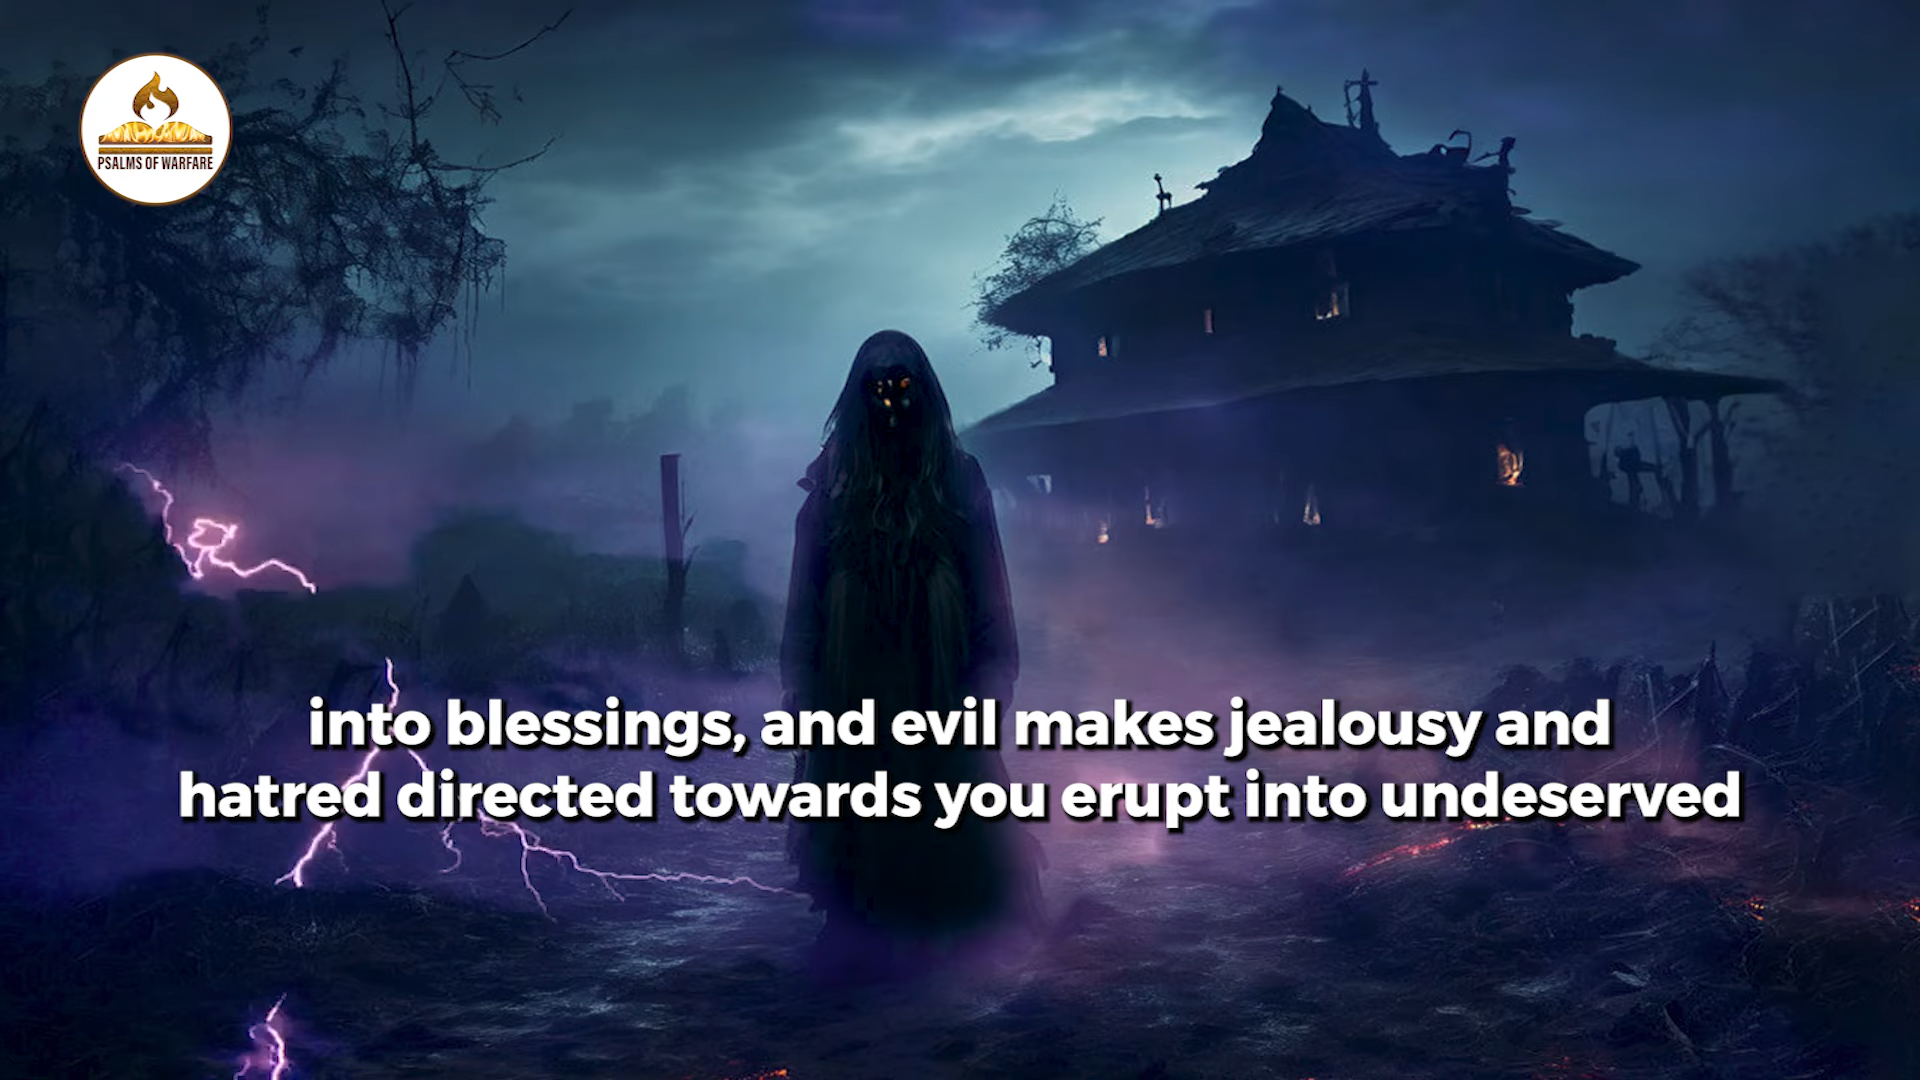 PSALMS OF WARFARE
into blessings, and evil makes jealousy and
hatred directed towards you erupt into undeserved